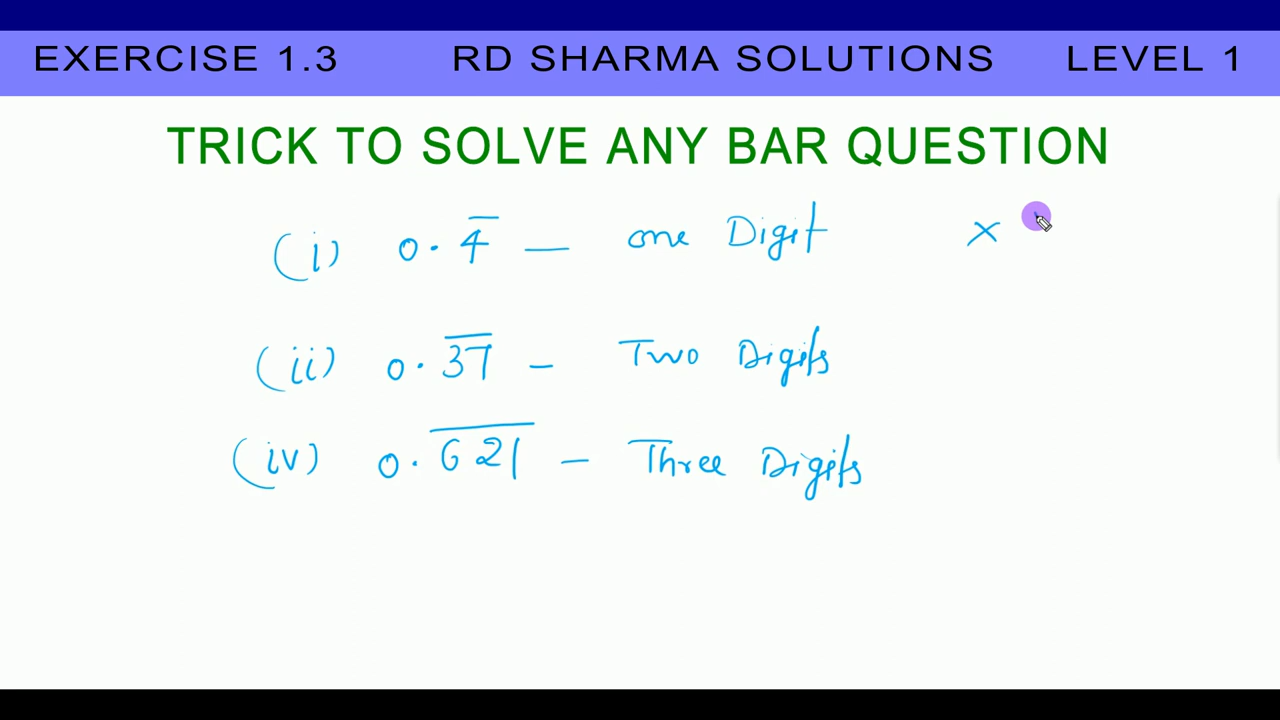 EXERCISE 1.3 RD SHARMA SOLUTIONS LEVEL 1
TRICK TO SOLVE ANY BAR QUESTION
(i) 0.4̅ — one Digit ×
(ii) 0.3̅7̅ – Two Digits
(iv) 0.6̅2̅1̅ – Three Digits